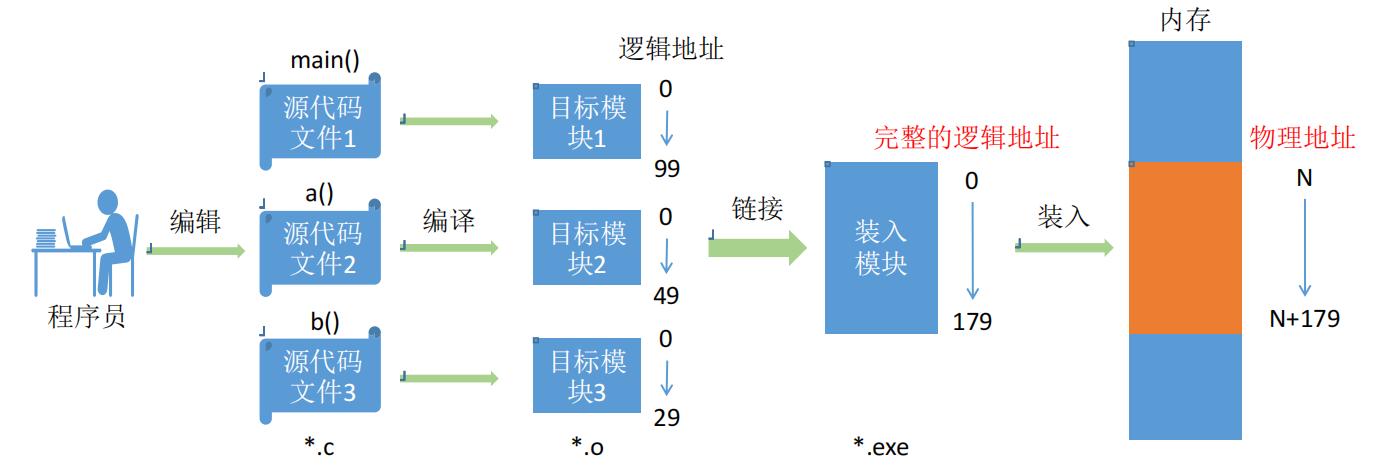 内存
逻辑地址
main()
源代码
文件1
目标模
块1
0
99
完整的逻辑地址
物理地址
程序员
编辑
a()
源代码
文件2
编译
目标模
块2
0
49
链接
装入
模块
0
179
装入
N
N+179
b()
源代码
文件3
目标模
块3
0
29
*.c
*.o
*.exe